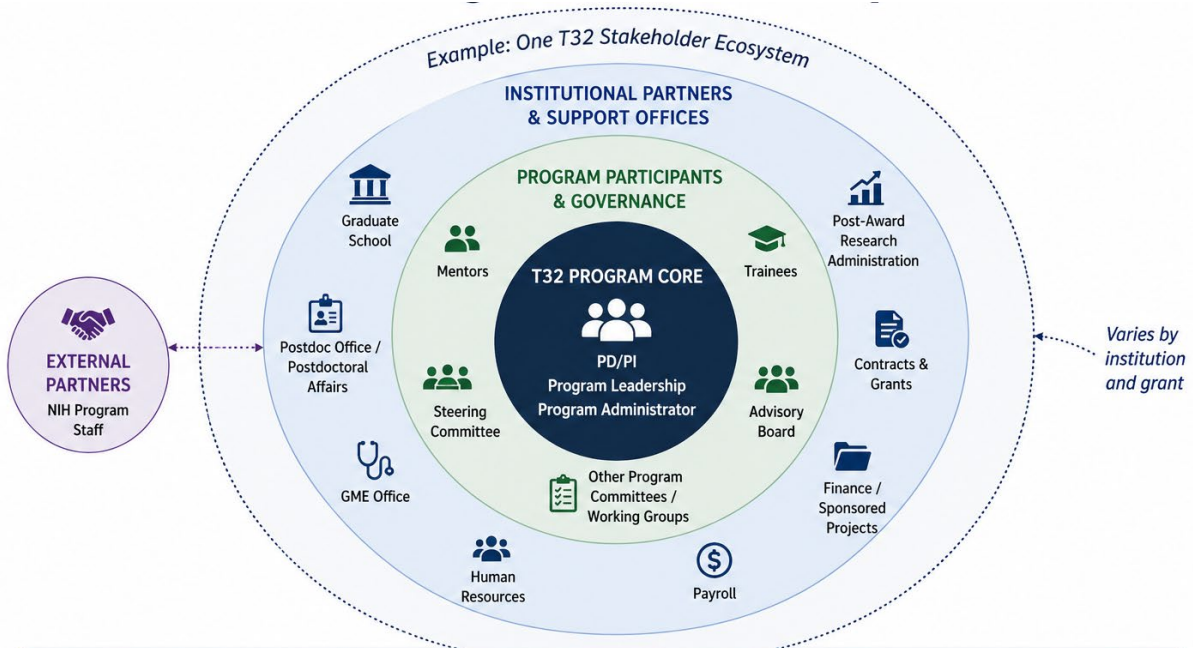 Example: One T32 Stakeholder Ecosystem
INSTITUTIONAL PARTNERS
& SUPPORT OFFICES
PROGRAM PARTICIPANTS
& GOVERNANCE
Graduate
School
Mentors
Trainees
Post-Award
Research
Administration
T32 PROGRAM CORE
PD/PI
Program Leadership
Program Administrator
EXTERNAL
PARTNERS
NIH Program
Staff
Postdoc Office /
Postdoctoral
Affairs
Steering
Committee
Advisory
Board
Contracts &
Grants
Varies by
institution
and grant
GME Office
Other Program
Committees /
Working Groups
Finance /
Sponsored
Projects
Human
Resources
$
Payroll